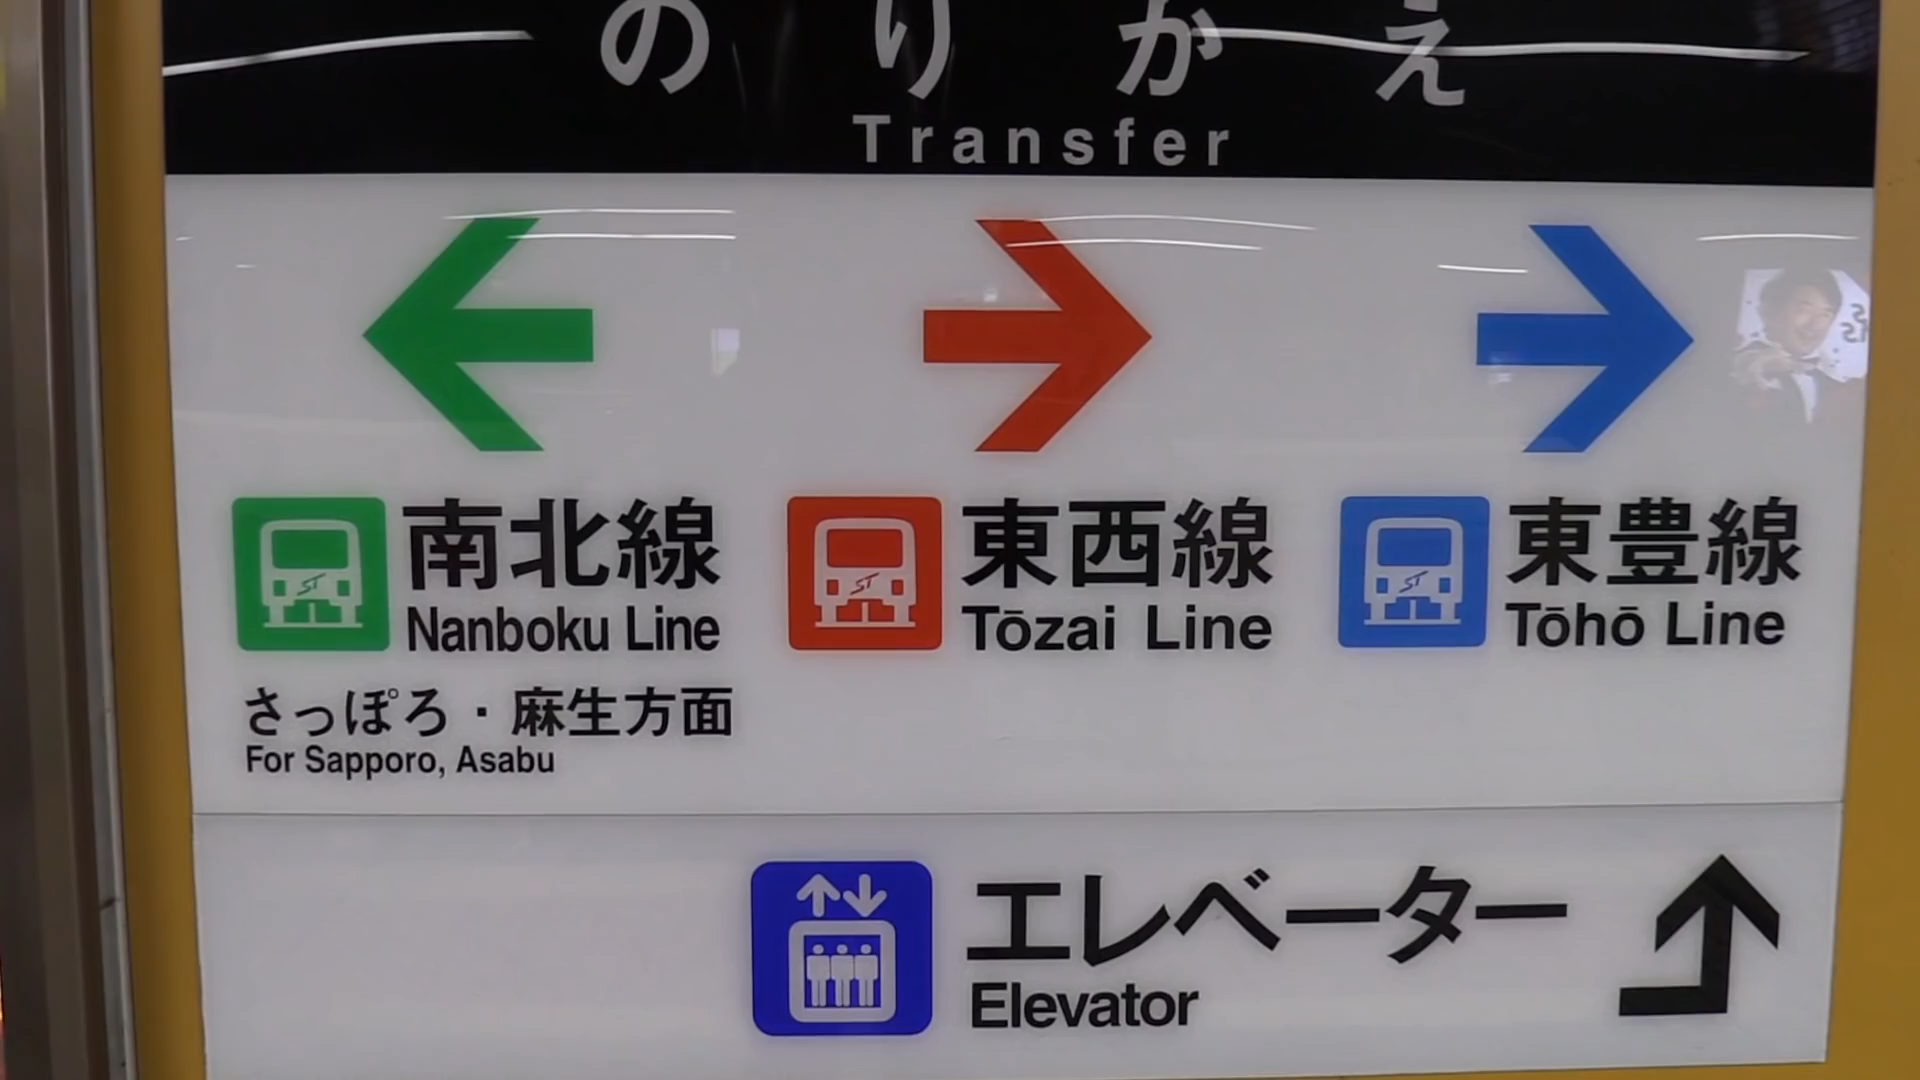 のりかえ
Transfer
南北線
Nanboku Line
さっぽろ・麻生方面
For Sapporo, Asabu
東西線
Tōzai Line
東豊線
Tōhō Line
エレベーター
Elevator